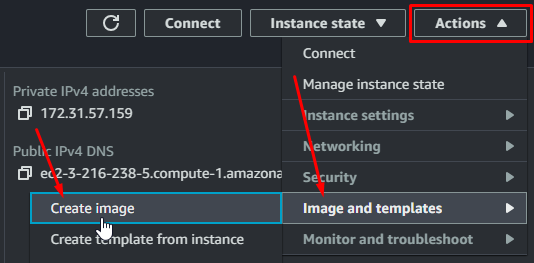 Connect
Instance state
Actions
Connect
Private IPv4 addresses
Manage instance state
172.31.57.159
Instance settings
Networking
Public IPv4 DNS
Security
ec2-3-216-238-5.compute-1.amazona
Create image
Image and templates
Create template from instance
Monitor and troubleshoot